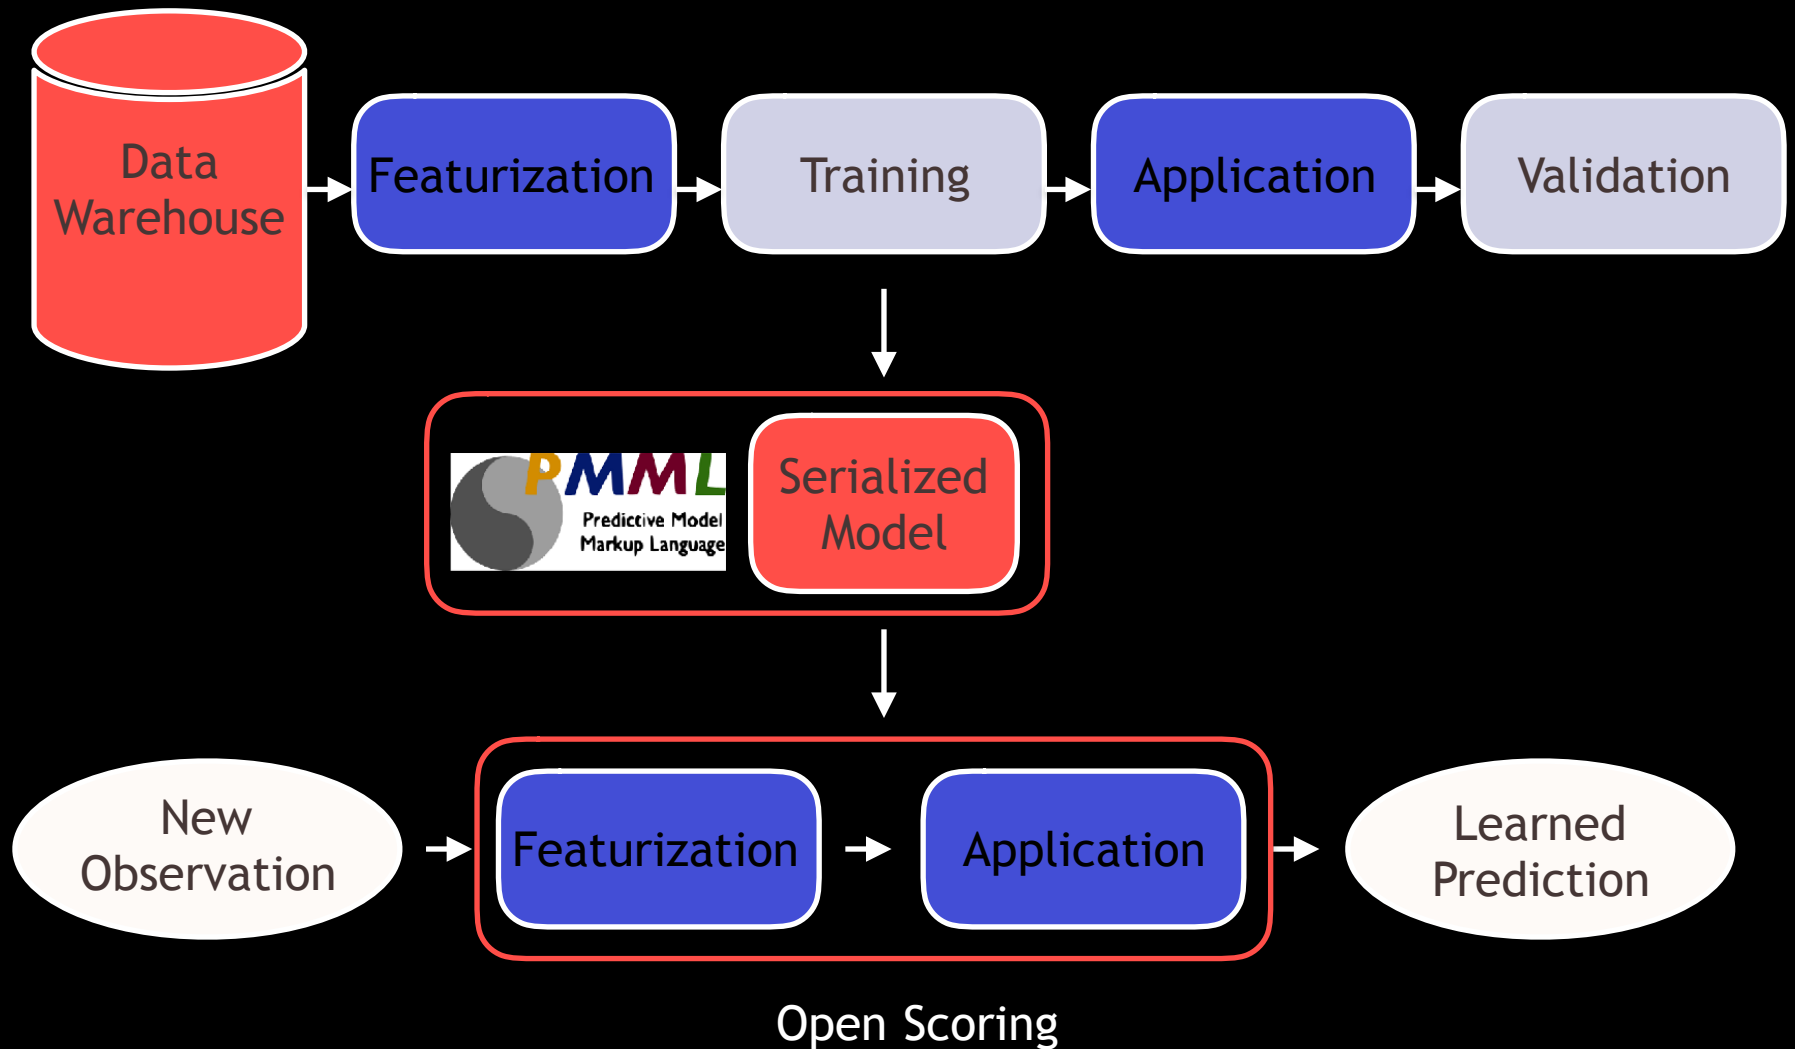 Data
Warehouse
Featurization
Training
Application
Validation
PMML
Predictive Model
Markup Language
Serialized
Model
New
Observation
Featurization
Application
Learned
Prediction
Open Scoring